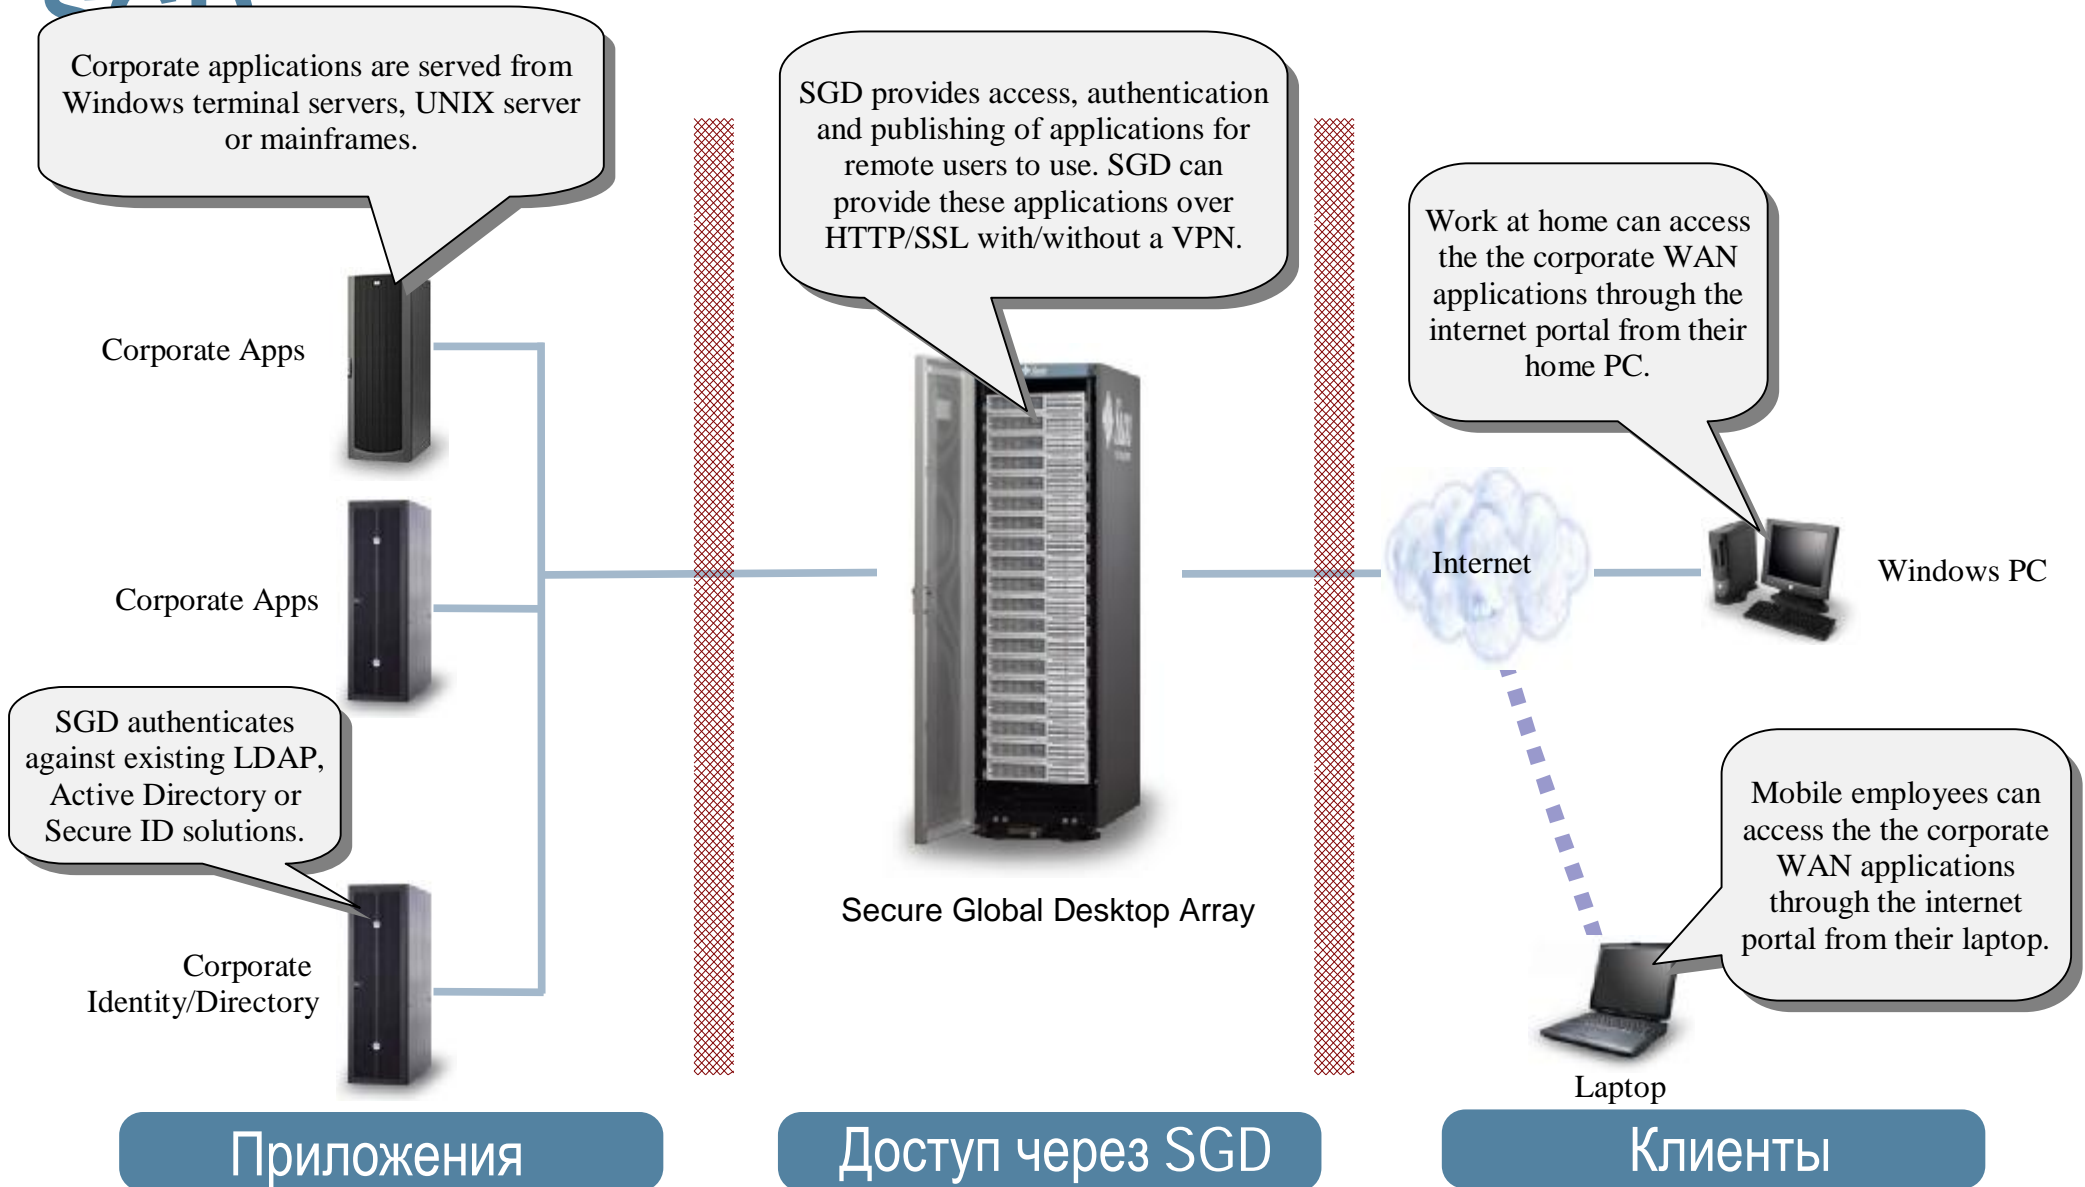 Corporate applications are served from
Windows terminal servers, UNIX server
or mainframes.
SGD provides access, authentication
and publishing of applications for
remote users to use. SGD can
provide these applications over
HTTP/SSL with/without a VPN.
Work at home can access
the the corporate WAN
applications through the
internet portal from their
home PC.
Corporate Apps
Sun
Internet
Windows PC
Corporate Apps
SGD authenticates
against existing LDAP,
Active Directory or
Secure ID solutions.
Mobile employees can
access the the corporate
WAN applications
through the internet
portal from their laptop.
Secure Global Desktop Array
Corporate
Identity/Directory
Laptop
Приложения
Доступ через SGD
Клиенты